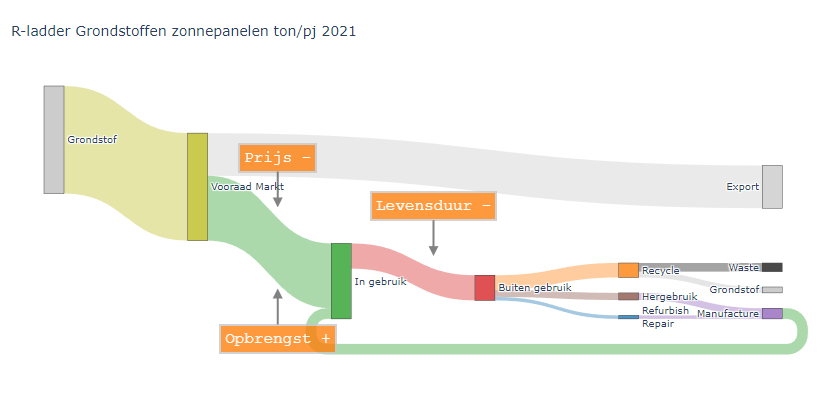 R-ladder Grondstoffen zonnepanelen ton/pj 2021
Grondstof
Prijs -
Vooraad Markt
Export
Levensduur -
In gebruik
Buiten gebruik
Recycle
Waste
Grondstof
Hergebruik
Refurbish
Repair
Manufacture
Opbrengst +